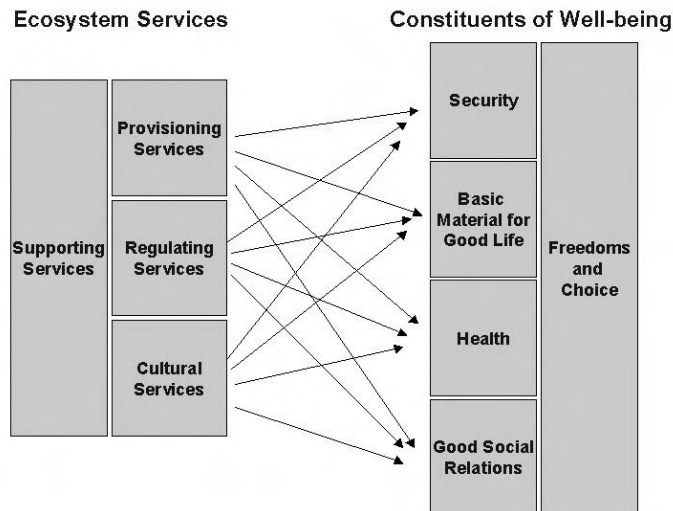 Ecosystem Services
Constituents of Well-being
Supporting
Services
Provisioning
Services
Regulating
Services
Cultural
Services
Security
Basic
Material for
Good Life
Health
Good Social
Relations
Freedoms
and
Choice